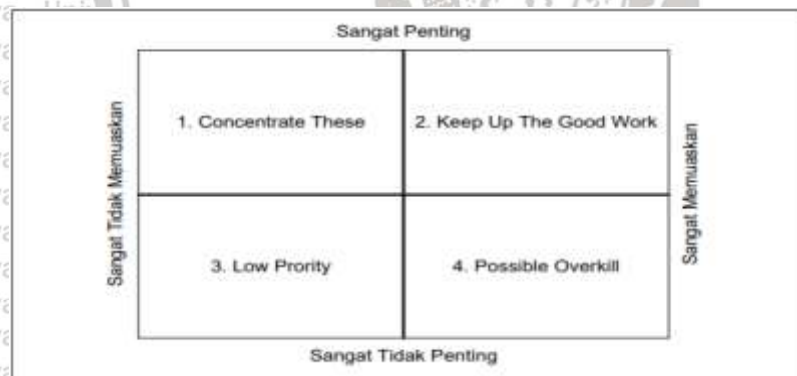 Sangat Penting
1. Concentrate These
2. Keep Up The Good Work
Sangat Tidak Memuaskan
Sangat Memuaskan
3. Low Prority
4. Possible Overkill
Sangat Tidak Penting